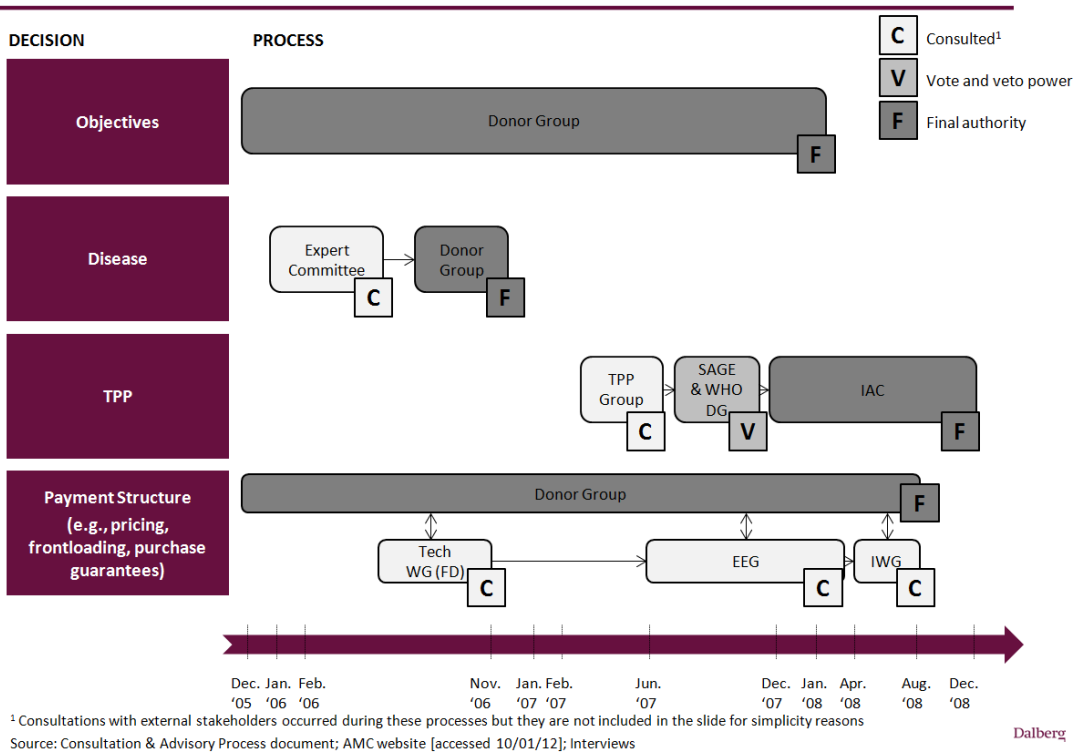 DECISION
PROCESS
C
Consulted1
V
Vote and veto power
F
Final authority
Objectives
Donor Group
F
Disease
Expert
Committee
C
Donor
Group
F
TPP
TPP
Group
C
SAGE
& WHO
DG
V
IAC
F
Payment Structure
(e.g., pricing,
frontloading, purchase
guarantees)
Donor Group
F
Tech
WG (FD)
C
EEG
C
IWG
C
Dec. Jan. Feb. Nov. Jan. Feb. Jun. Dec. Jan. Apr. Aug. Dec.
‘05 ‘06 ‘06 ‘06 ‘07 ‘07 ‘07 ‘07 ‘08 ‘08 ‘08 ‘08
1 Consultations with external stakeholders occurred during these processes but they are not included in the slide for simplicity reasons
Source: Consultation & Advisory Process document; AMC website [accessed 10/01/12]; Interviews
Dalberg